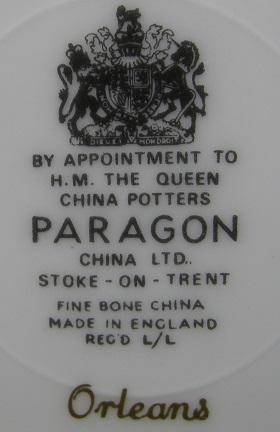 DIEU ET MON DROIT
BY APPOINTMENT TO
H.M. THE QUEEN
CHINA POTTERS
PARAGON
CHINA LTD..
STOKE-ON-TRENT
FINE BONE CHINA
MADE IN ENGLAND
REG'D L/L
Orleans